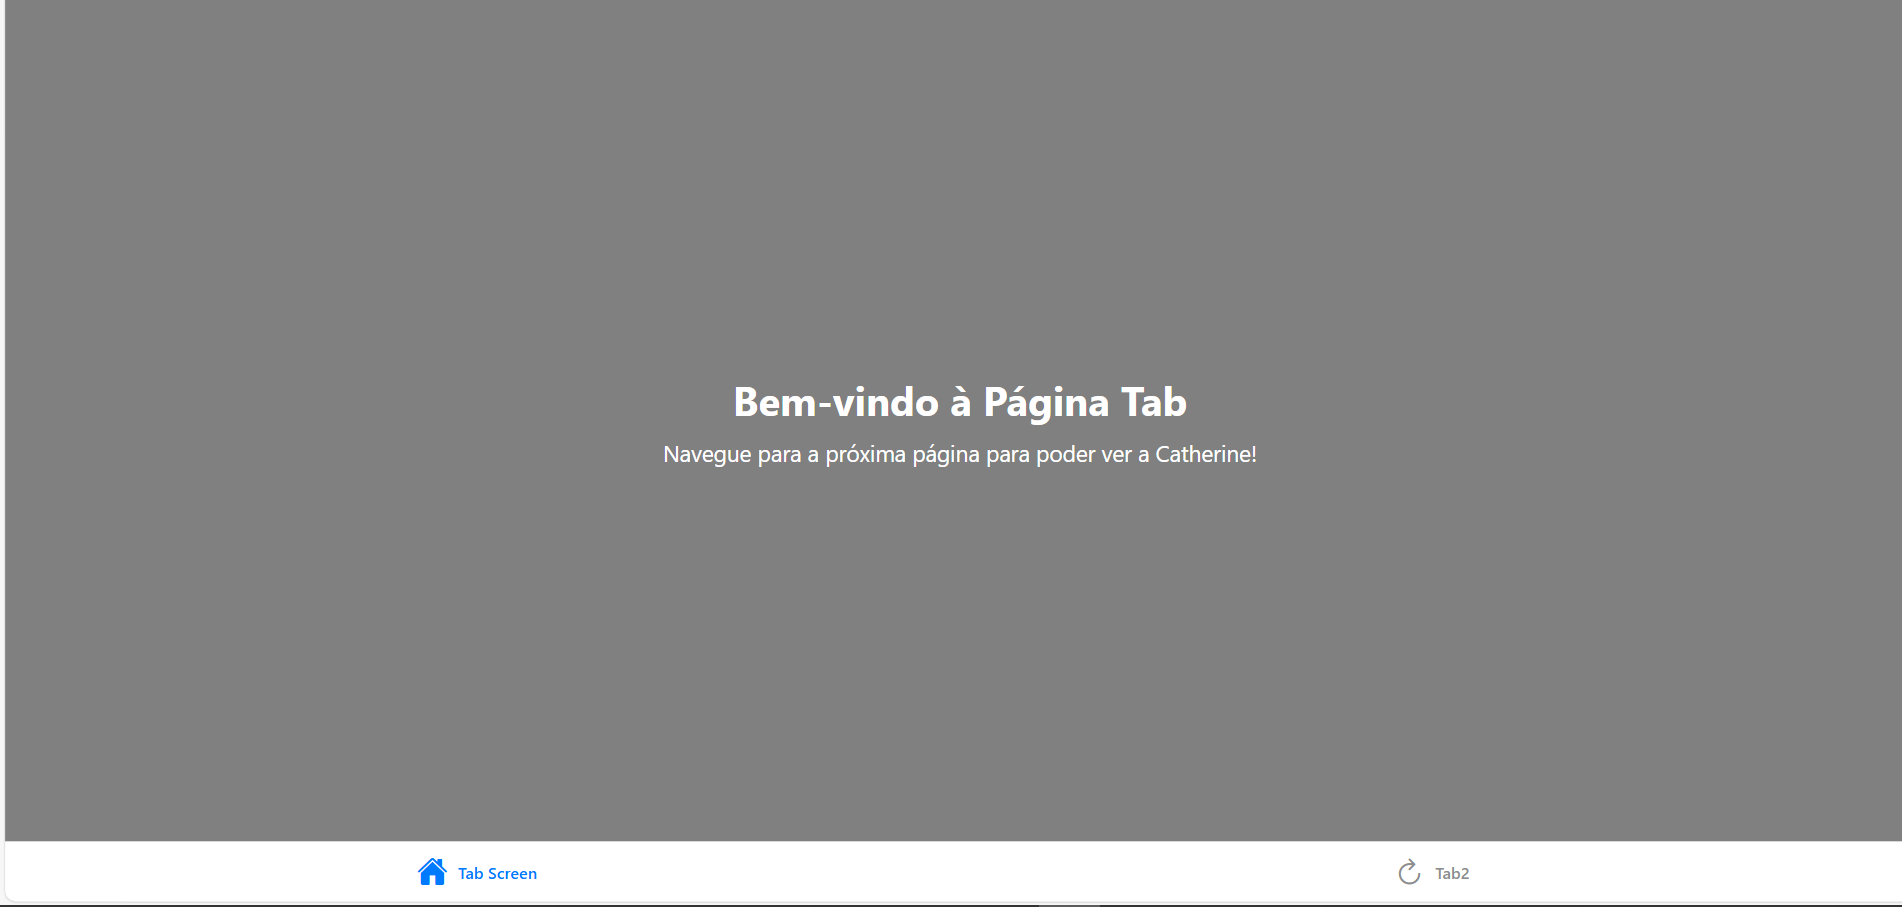 Bem-vindo à Página Tab
Navegue para a próxima página para poder ver a Catherine!
Tab Screen
Tab2